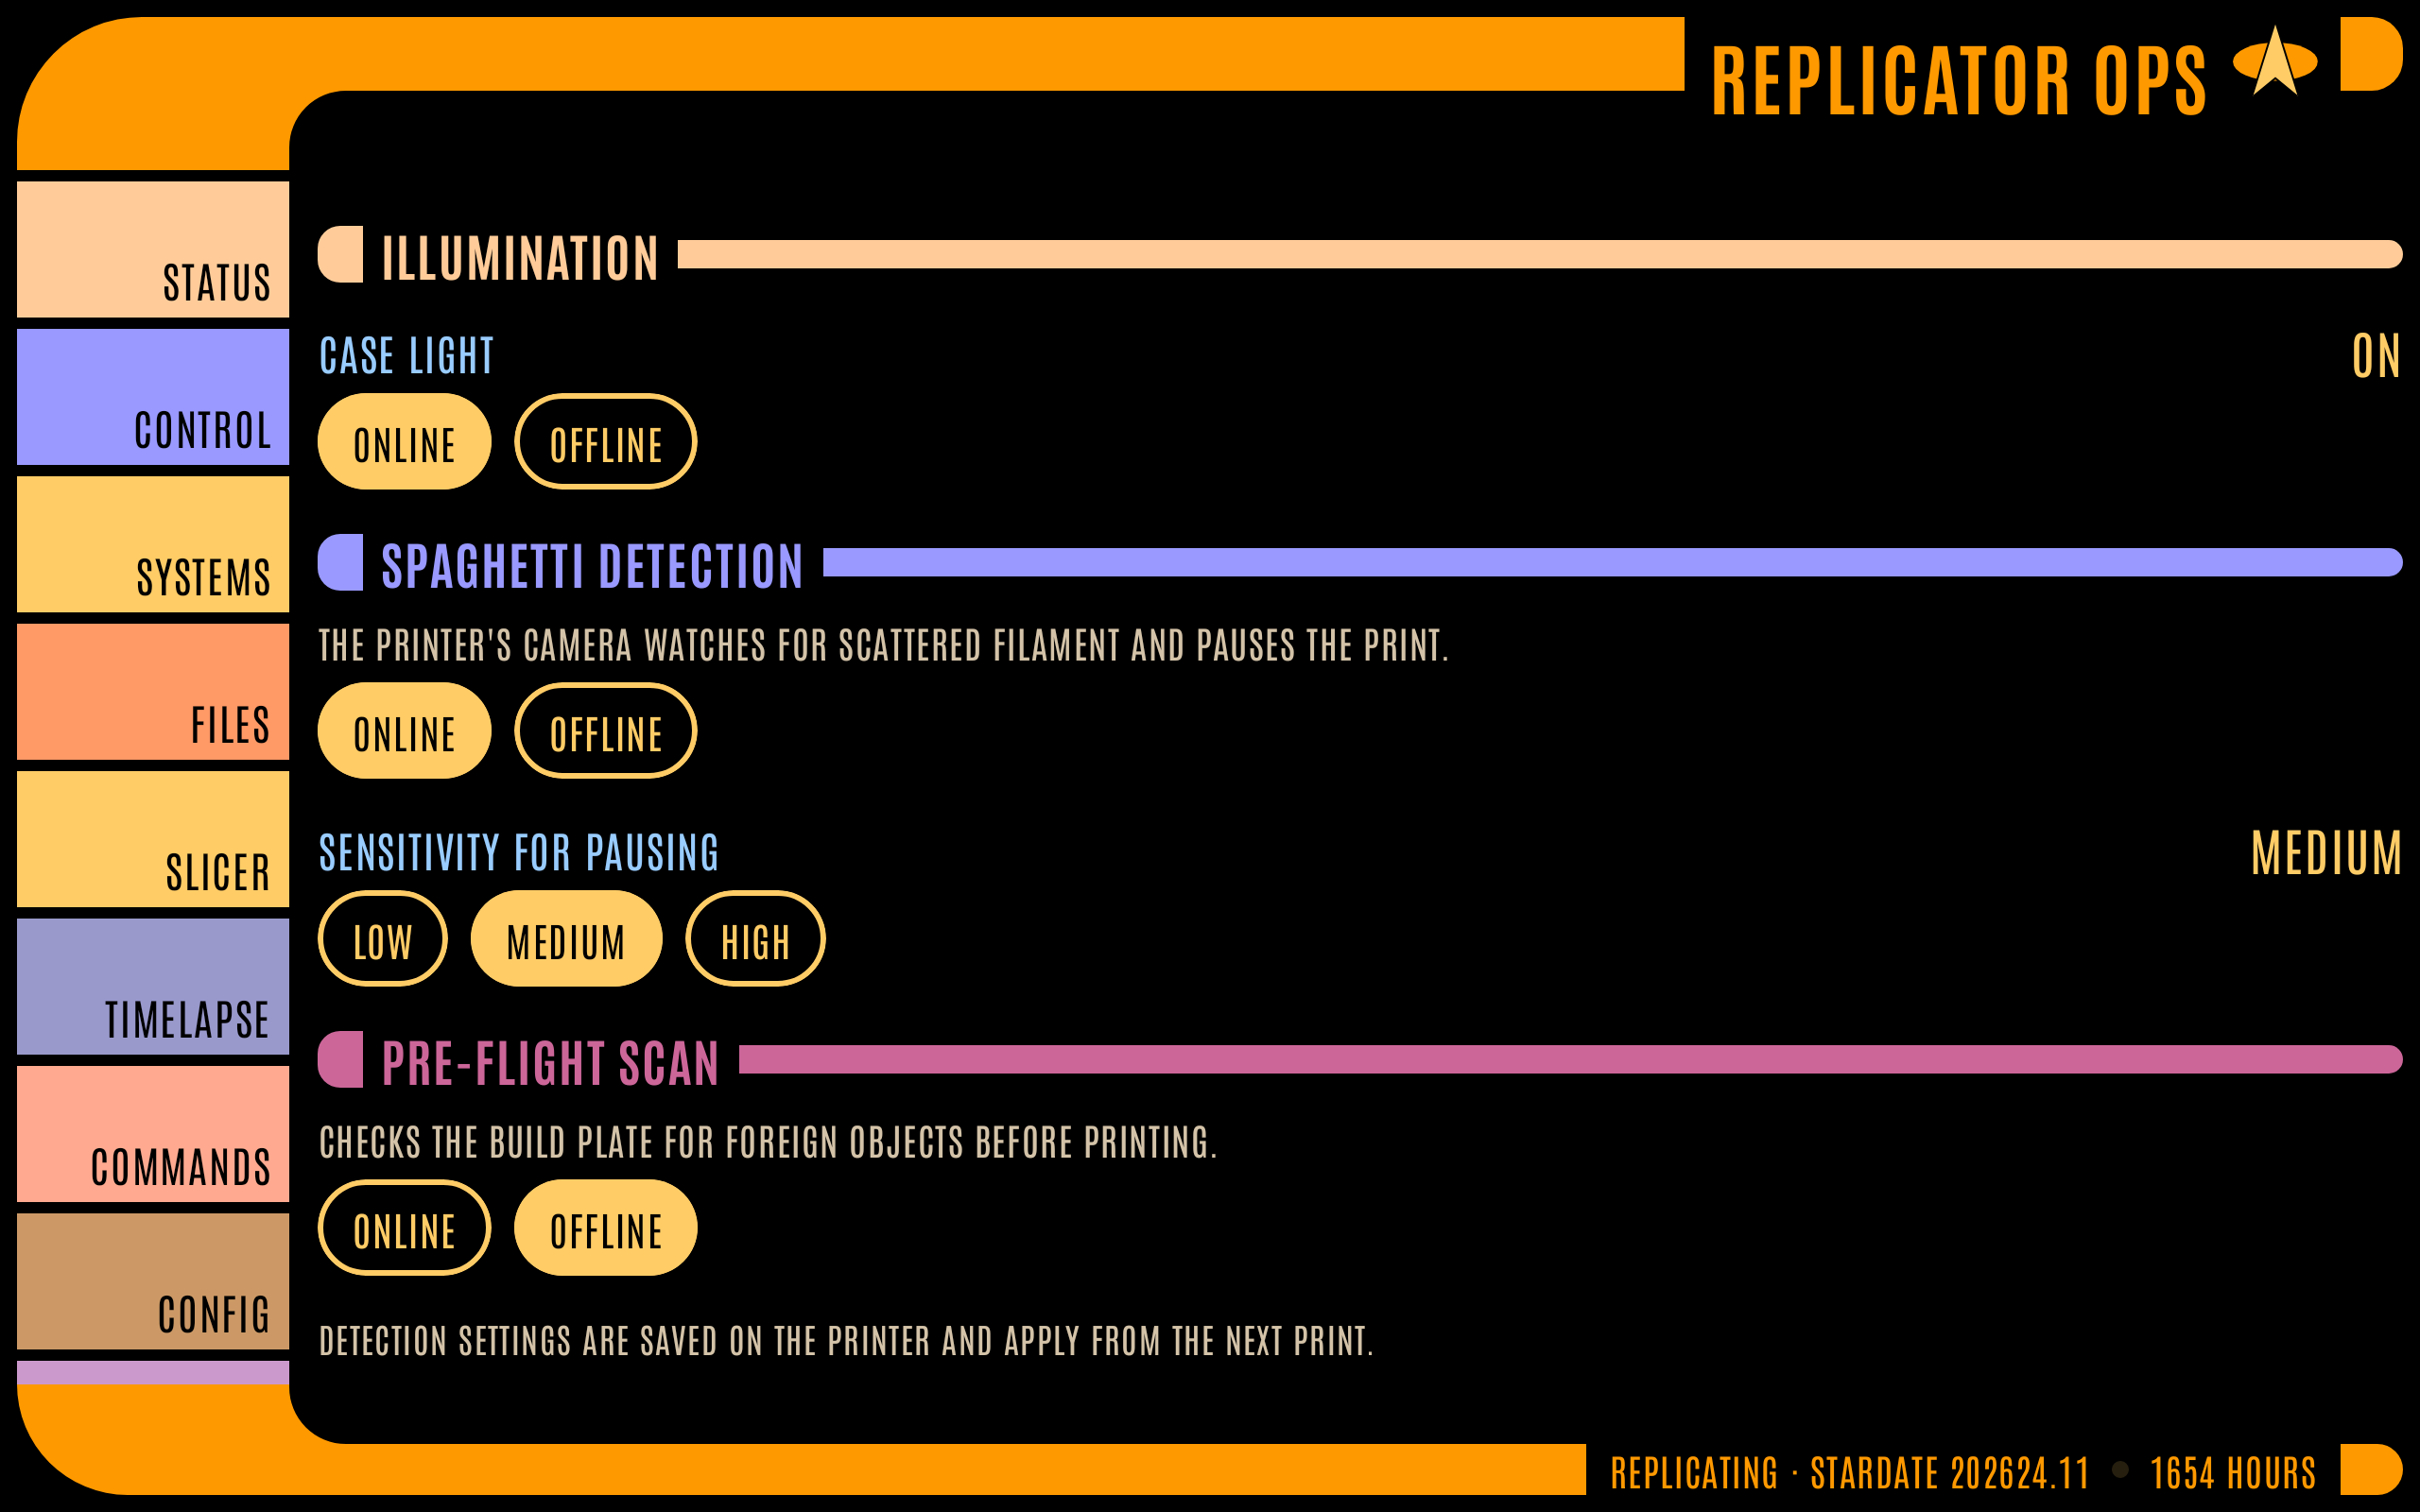 REPLICATOR OPS
STATUS
CONTROL
SYSTEMS
FILES
SLICER
TIMELAPSE
COMMANDS
CONFIG
ILLUMINATION
CASE LIGHT ON
ONLINE OFFLINE
SPAGHETTI DETECTION
THE PRINTER'S CAMERA WATCHES FOR SCATTERED FILAMENT AND PAUSES THE PRINT.
ONLINE OFFLINE
SENSITIVITY FOR PAUSING MEDIUM
LOW MEDIUM HIGH
PRE-FLIGHT SCAN
CHECKS THE BUILD PLATE FOR FOREIGN OBJECTS BEFORE PRINTING.
ONLINE OFFLINE
DETECTION SETTINGS ARE SAVED ON THE PRINTER AND APPLY FROM THE NEXT PRINT.
REPLICATING · STARDATE 202624.11 1654 HOURS